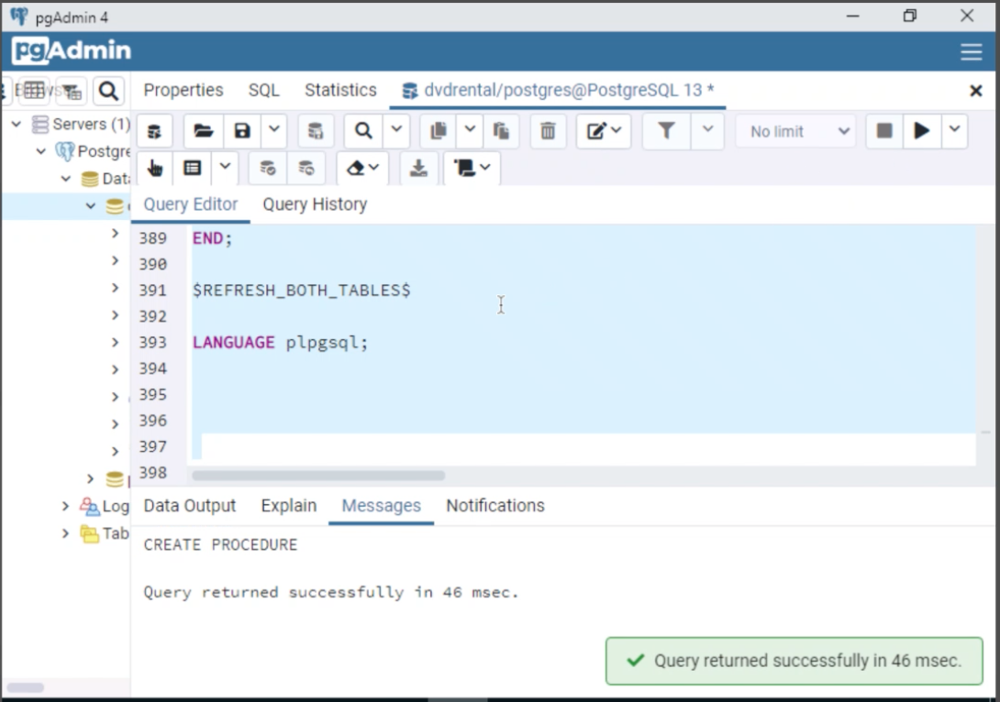 pgAdmin 4
pgAdmin
Properties SQL Statistics dvdrental/postgres@PostgreSQL 13 *
Servers (1)
Postgre
Data
No limit
Query Editor Query History
389 END;
390
391 $REFRESH_BOTH_TABLES$
392
393 LANGUAGE plpgsql;
394
395
396
397
398
Log
Tab
Data Output Explain Messages Notifications
CREATE PROCEDURE
Query returned successfully in 46 msec.
Query returned successfully in 46 msec.